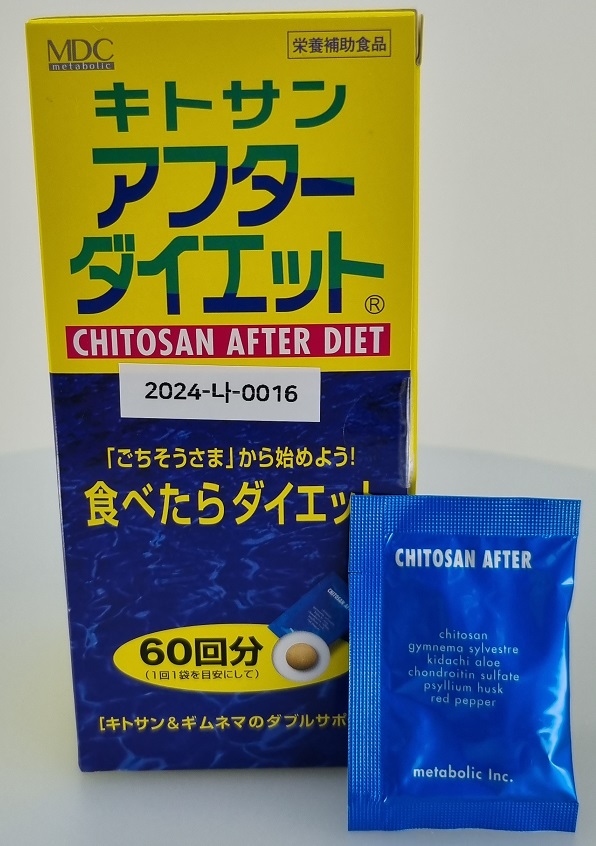 MDC
metabolic
栄養補助食品
キトサン
アフター
ダイエット®
CHITOSAN AFTER DIET
2024-나-0016
「ごちそうさま」から始めよう!
食べたらダイエット
60回分
(1回1袋を目安にして)
[キトサン&ギムネマのダブルサポ
CHITOSAN AFTER
chitosan
gymnema sylvestre
kidachi aloe
chondroitin sulfate
psyllium husk
red pepper
metabolic Inc.